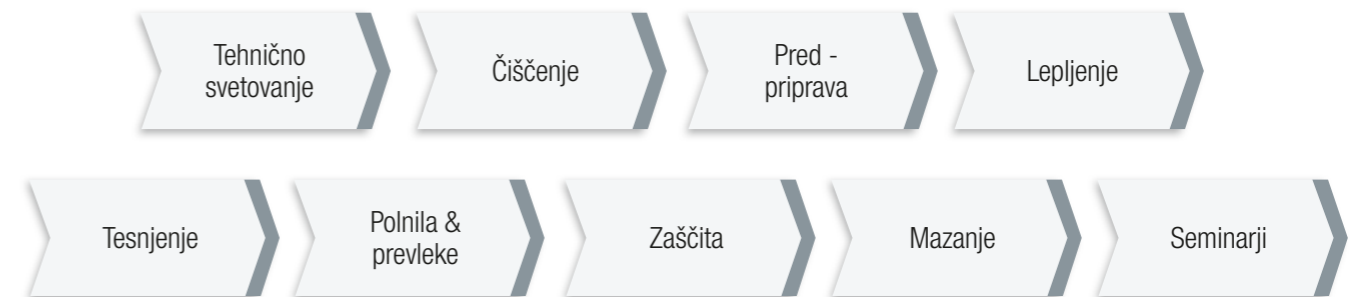 Tehnično
svetovanje
Čiščenje
Pred -
priprava
Lepljenje
Tesnjenje
Polnila &
prevleke
Zaščita
Mazanje
Seminarji